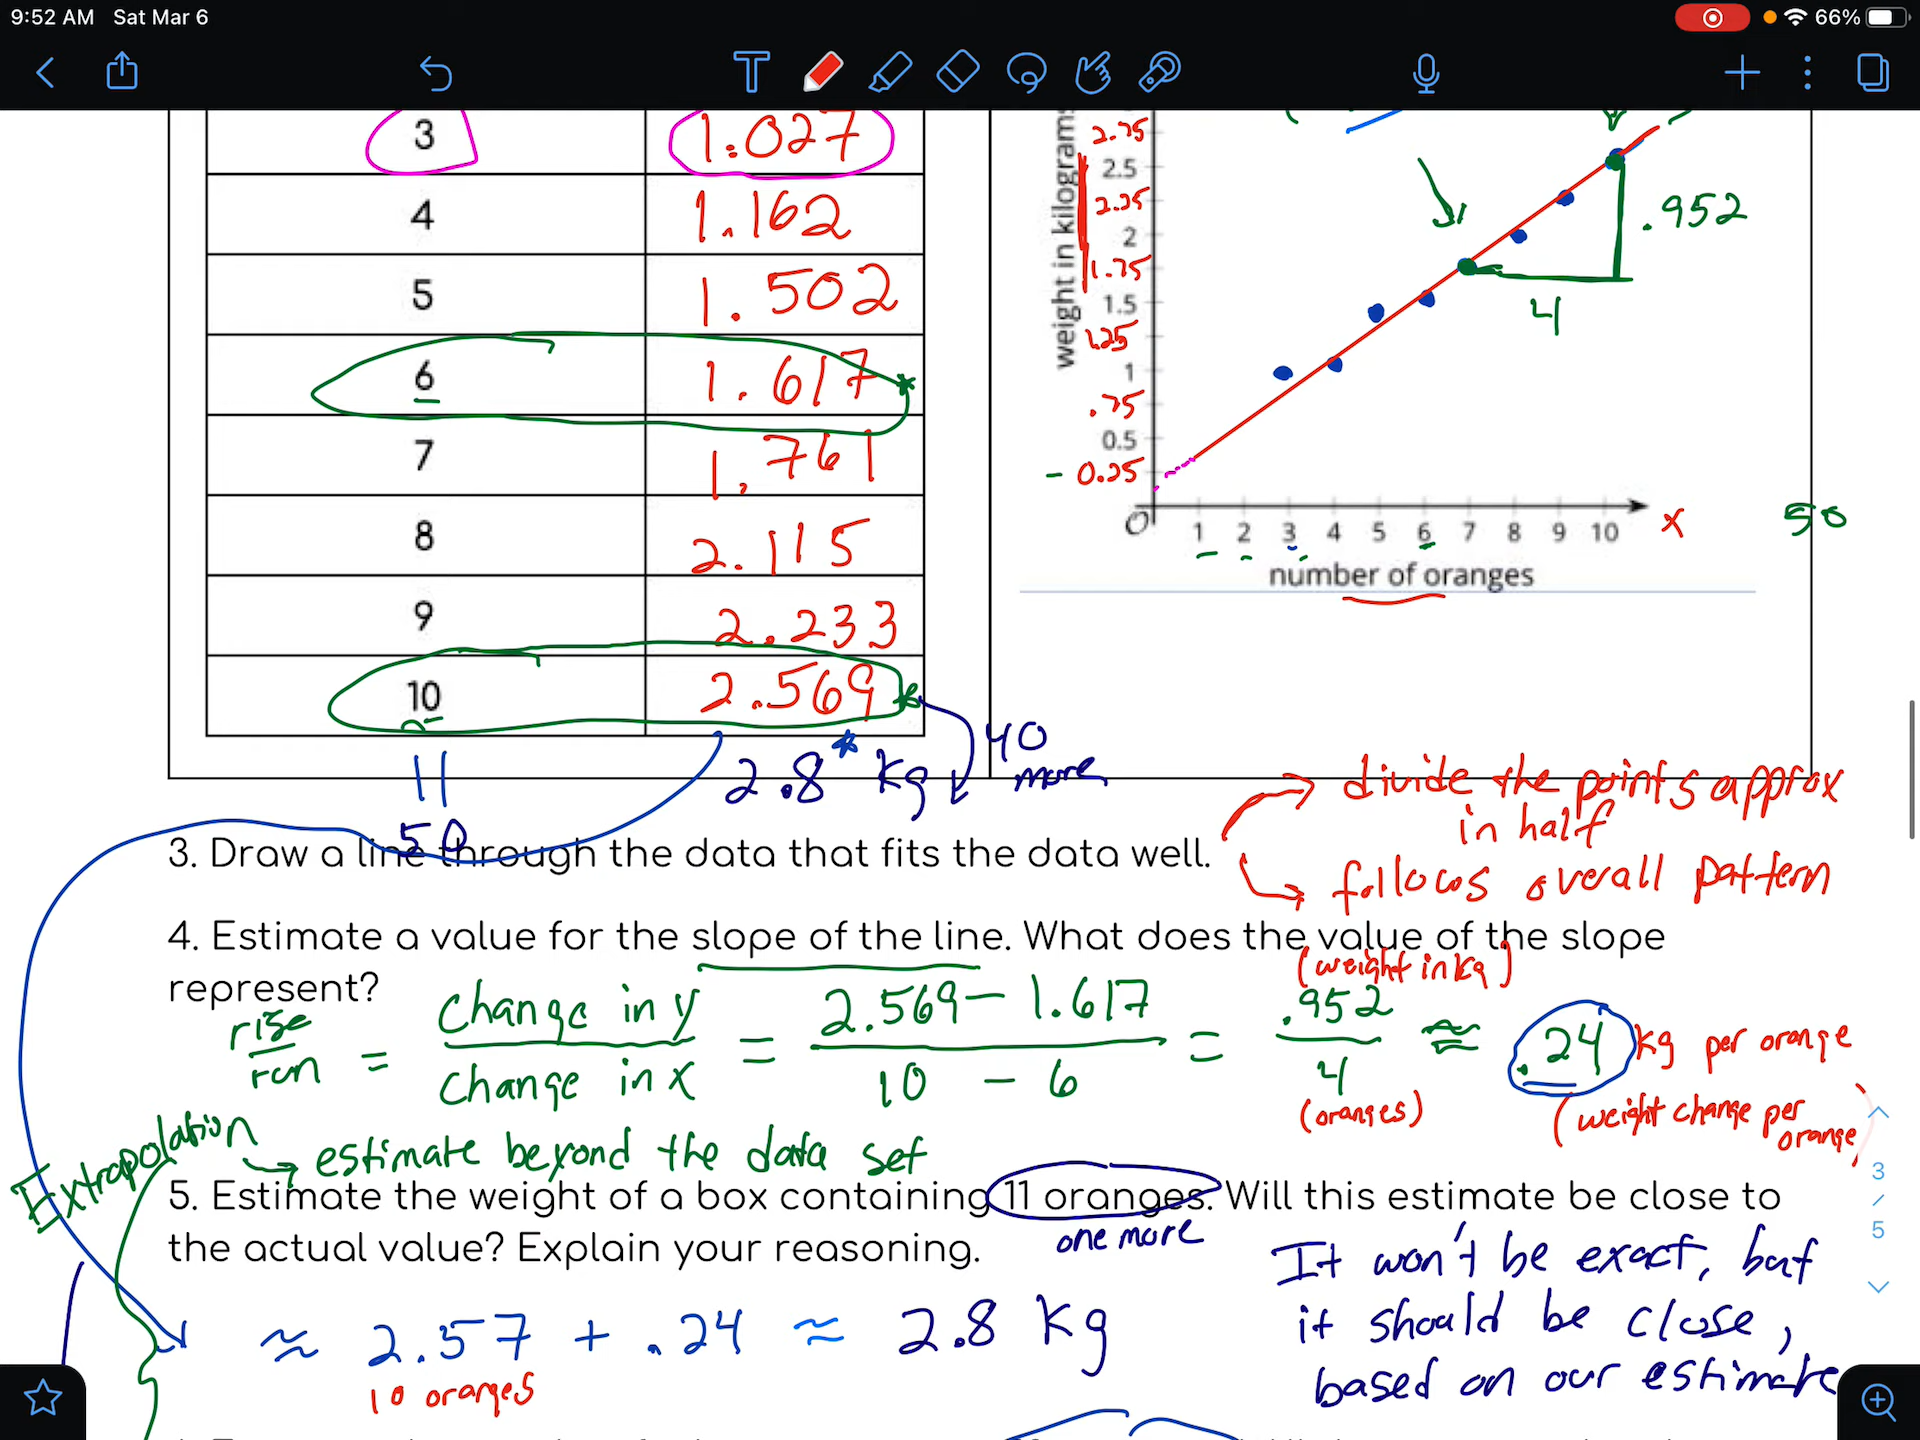 9:52 AM Sat Mar 6
66%
3 1.027
4 1.162
5 1.502
6 1.617
7 1.761
8 2.115
9 2.233
10 2.569
11 2.8 kg
50
40
more
weight in kilograms
2.75
2.5
2.25
2
1.75
1.5
1.25
1
.75
0.5
0.25
0
1 2 3 4 5 6 7 8 9 10 x
number of oranges
50
.952
4
divide the points approx
in half
follows overall pattern
3. Draw a line through the data that fits the data well.
4. Estimate a value for the slope of the line. What does the value of the slope
represent?
rise
run
=
change in y
change in x
=
2.569 - 1.617
10 - 6
=
(weight in kg)
.952
4
(oranges)
≈ .24 kg per orange
(weight change per
orange)
Extrapolation
estimate beyond the data set
5. Estimate the weight of a box containing 11 oranges. Will this estimate be close to
one more
the actual value? Explain your reasoning.
≈ 2.57 + .24 ≈ 2.8 kg
10 oranges
It won't be exact, but
it should be close,
based on our estimate
3
/
5